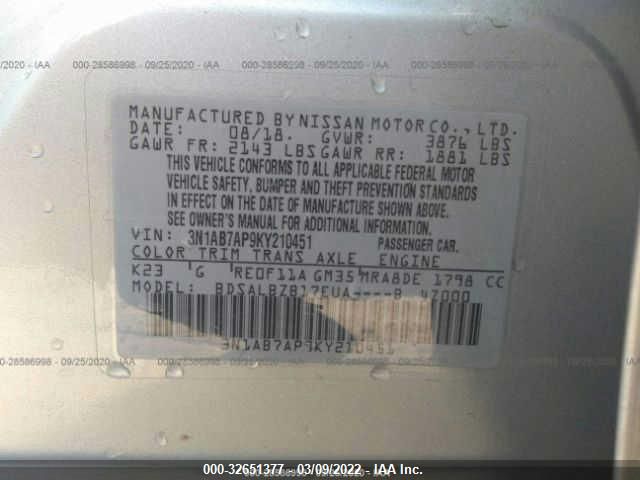 000-28586998 - 09/25/2020 - IAA
MANUFACTURED BY NISSAN MOTOR CO., LTD.
DATE: 08/18. GVWR: 3876 LBS
GAWR FR: 2143 LBS GAWR RR: 1881 LBS
THIS VEHICLE CONFORMS TO ALL APPLICABLE FEDERAL MOTOR
VEHICLE SAFETY, BUMPER AND THEFT PREVENTION STANDARDS
IN EFFECT ON THE DATE OF MANUFACTURE SHOWN ABOVE.
SEE OWNER'S MANUAL FOR ADDITIONAL INFORMATION.
VIN: 3N1AB7AP9KY210451 PASSENGER CAR.
COLOR TRIM TRANS AXLE ENGINE
K23 G RE0F11A GM35 MRA8DE 1798 CC
MODEL: BDSALBZB17EUA----B 47000
3N1AB7AP9KY210451
000-32651377 - 03/09/2022 - IAA Inc.